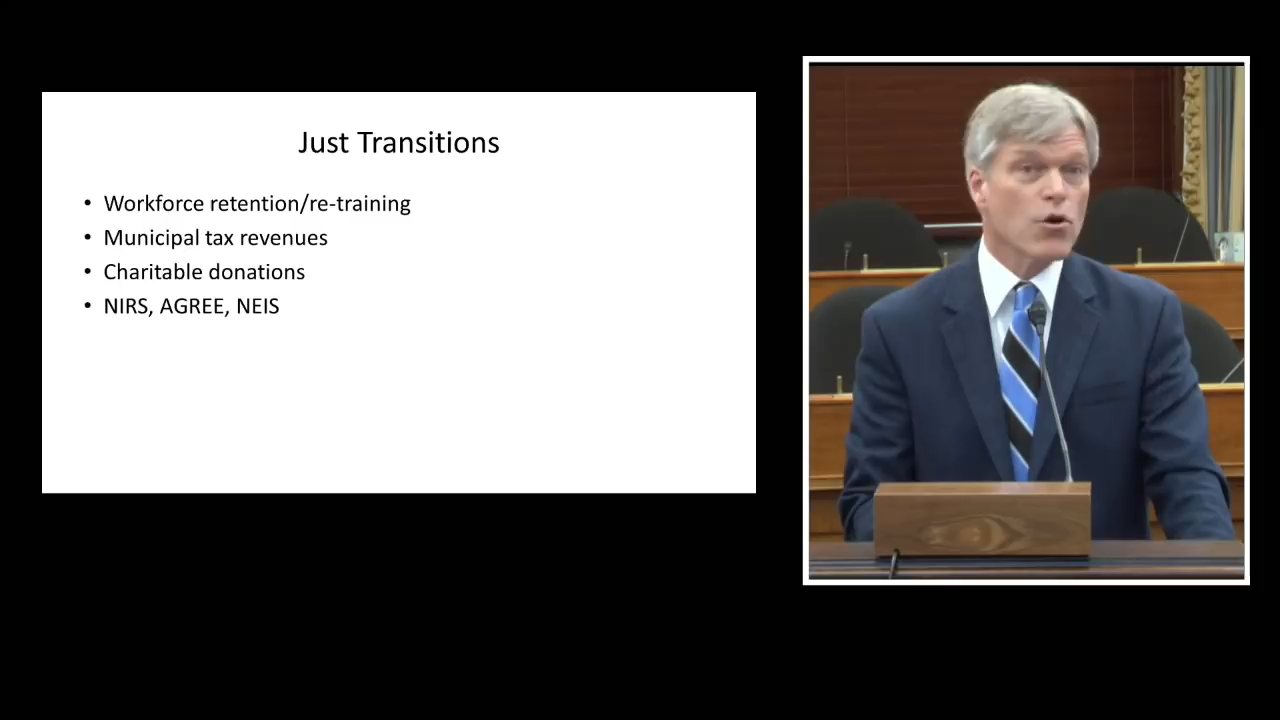 Just Transitions
• Workforce retention/re-training
• Municipal tax revenues
• Charitable donations
• NIRS, AGREE, NEIS